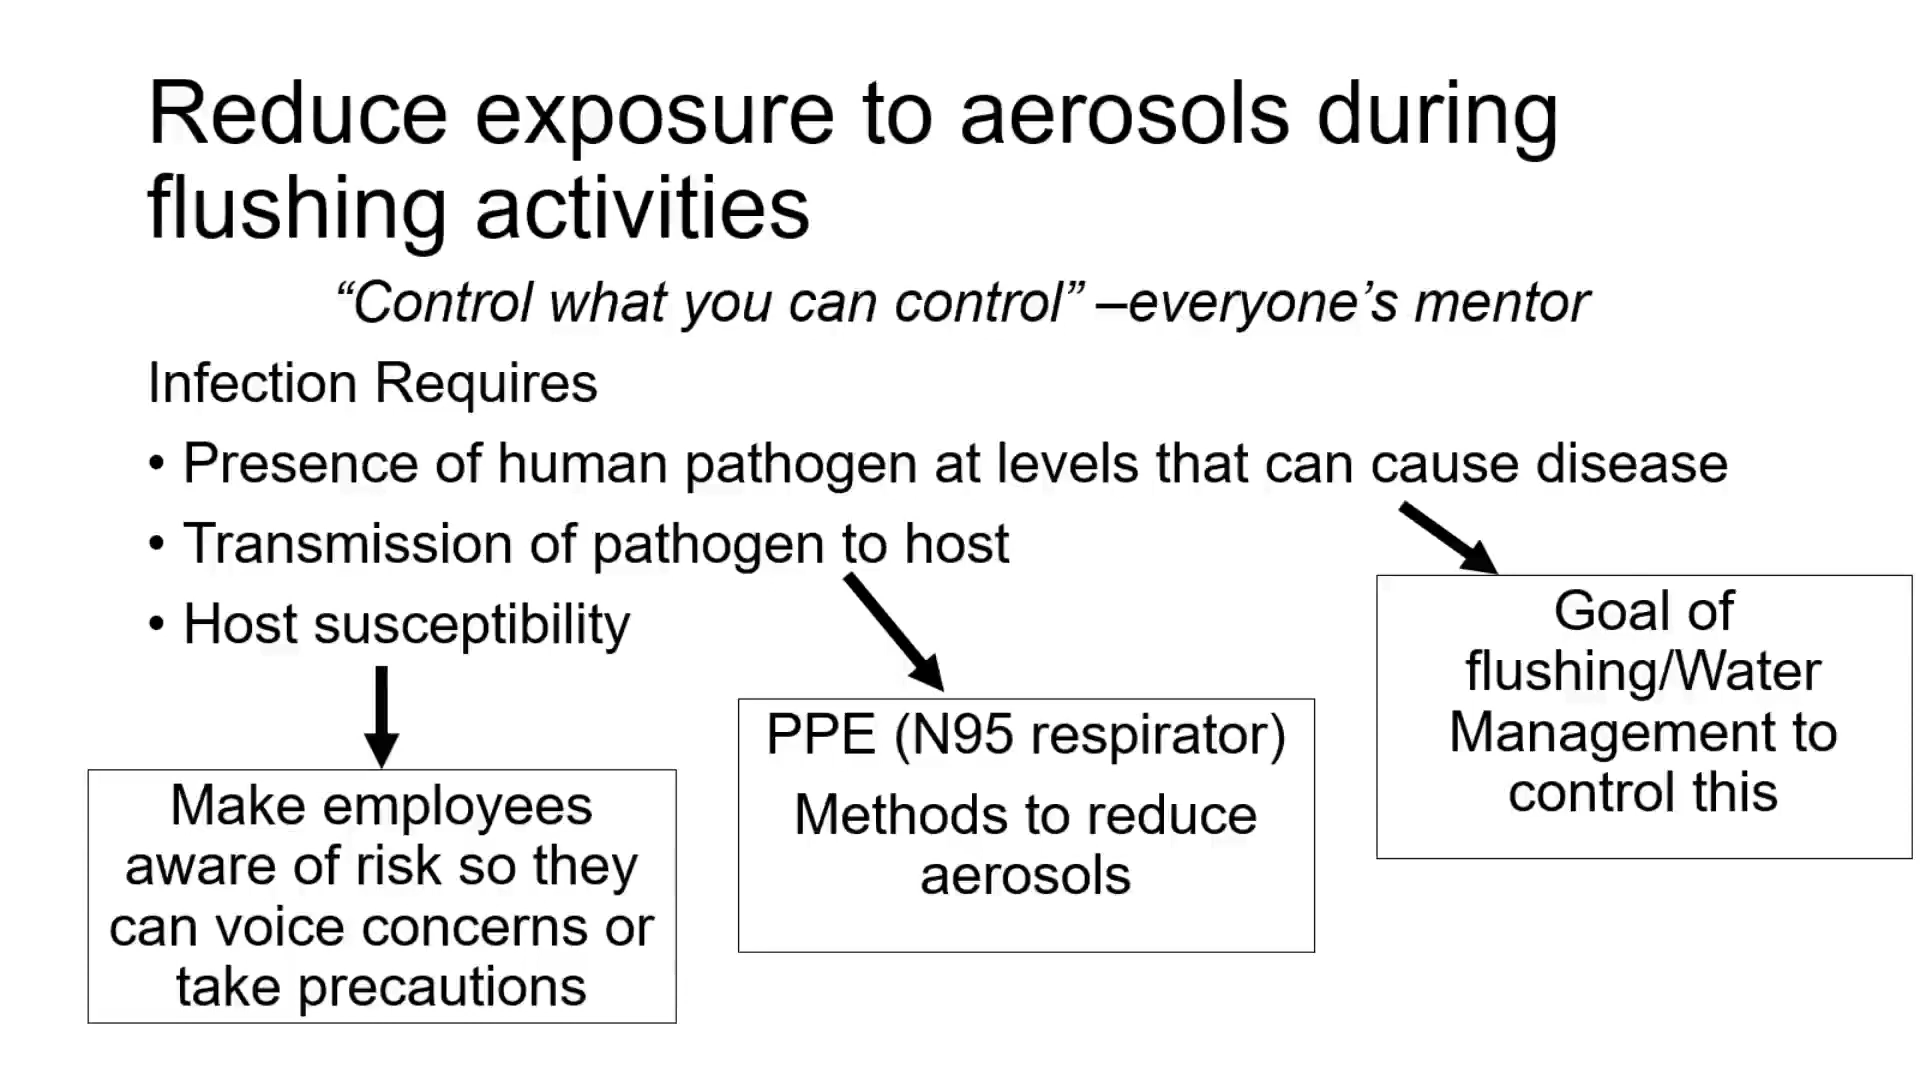 Reduce exposure to aerosols during
flushing activities
“Control what you can control” –everyone’s mentor
Infection Requires
• Presence of human pathogen at levels that can cause disease
• Transmission of pathogen to host
• Host susceptibility
Make employees
aware of risk so they
can voice concerns or
take precautions
PPE (N95 respirator)
Methods to reduce
aerosols
Goal of
flushing/Water
Management to
control this